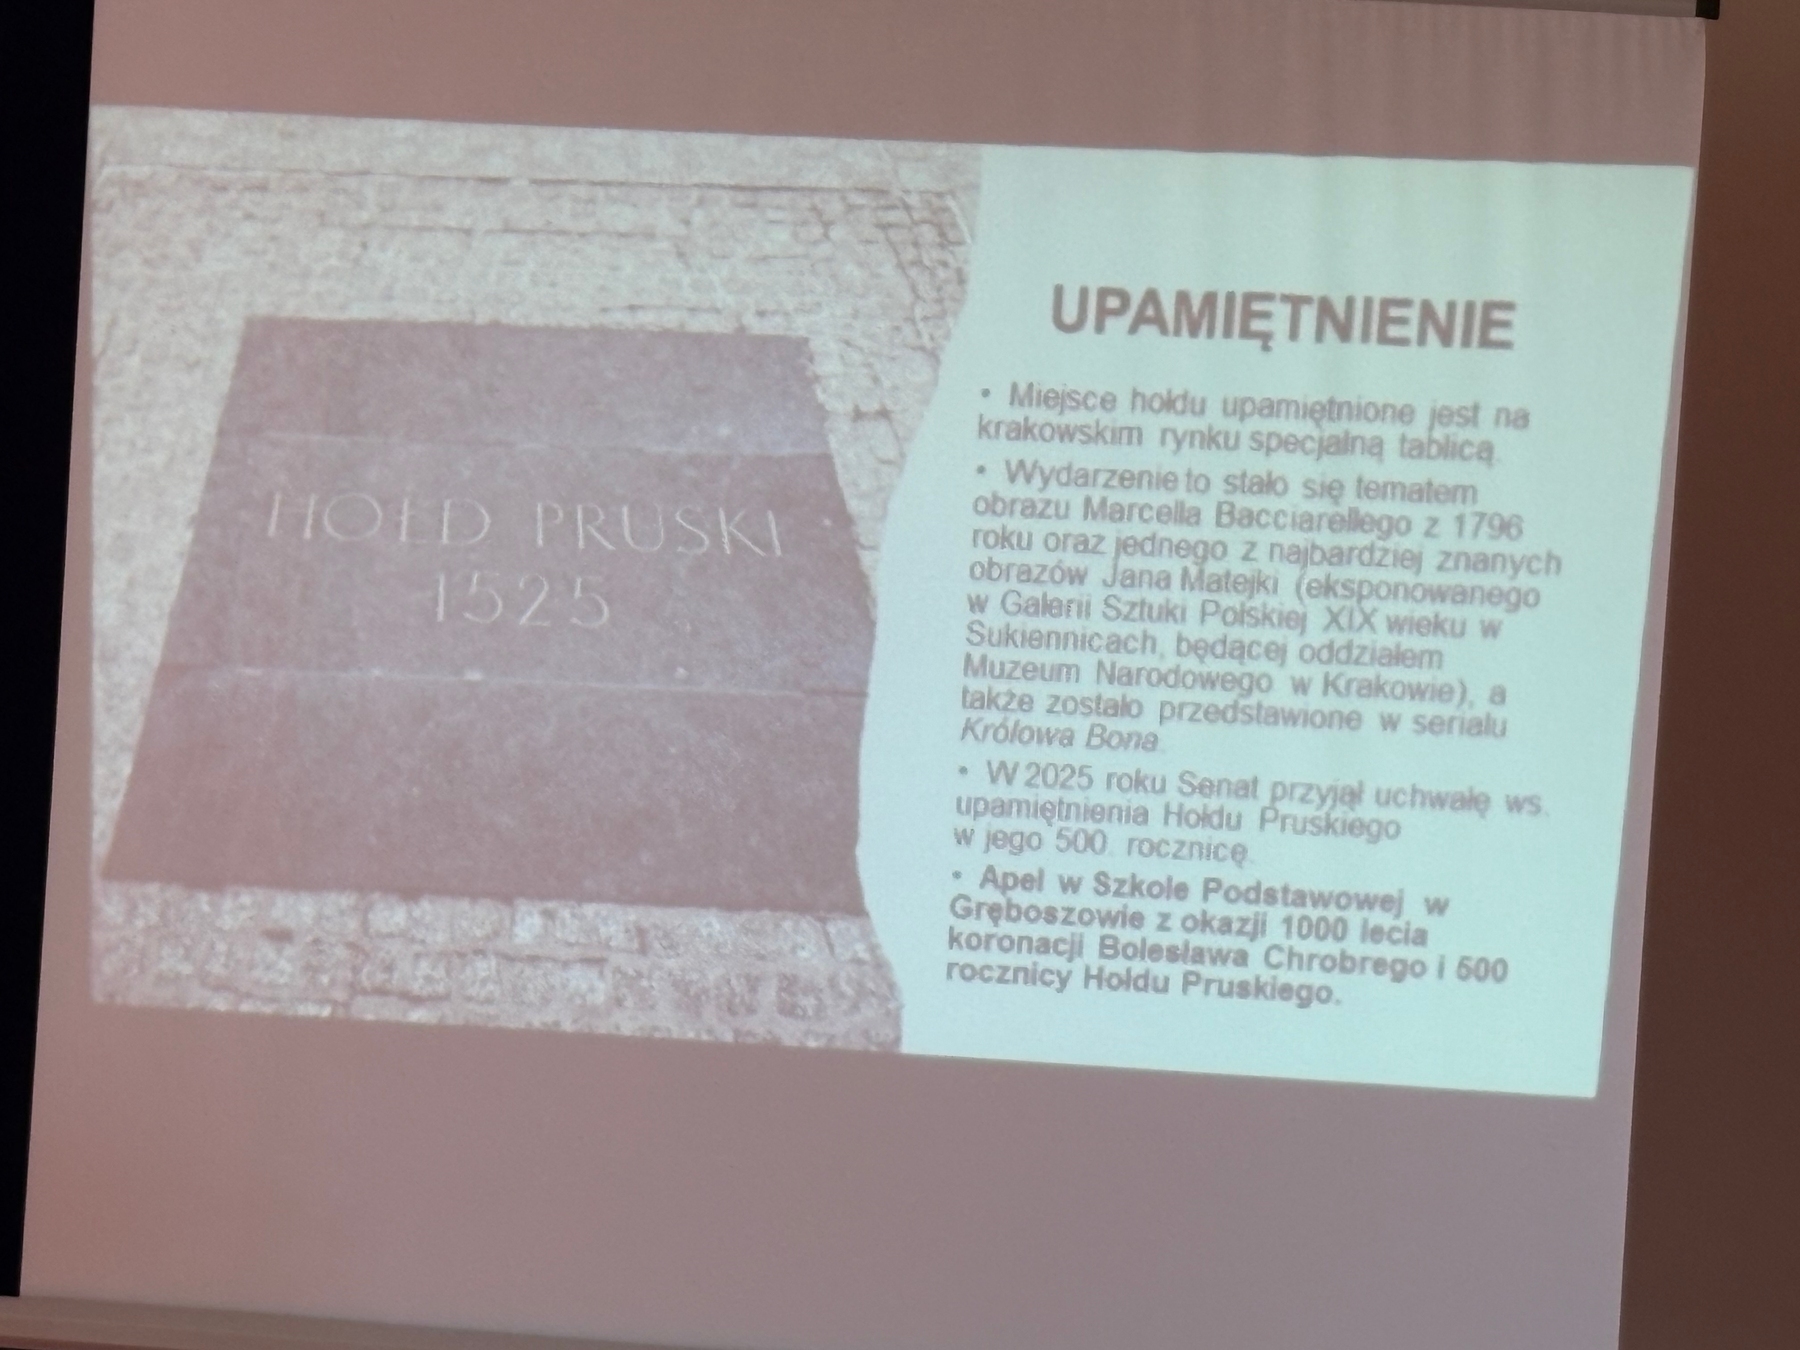 HOŁD PRUSKI
1525
UPAMIĘTNIENIE
• Miejsce hołdu upamiętnione jest na
krakowskim rynku specjalną tablicą.
• Wydarzenie to stało się tematem
obrazu Marcella Bacciarellego z 1796
roku oraz jednego z najbardziej znanych
obrazów Jana Matejki (eksponowanego
w Galerii Sztuki Polskiej XIX wieku w
Sukiennicach, będącej oddziałem
Muzeum Narodowego w Krakowie), a
także zostało przedstawione w serialu
Królowa Bona.
• W 2025 roku Senat przyjął uchwałę ws.
upamiętnienia Hołdu Pruskiego
w jego 500. rocznicę.
• Apel w Szkole Podstawowej w
Gręboszowie z okazji 1000 lecia
koronacji Bolesława Chrobrego i 500
rocznicy Hołdu Pruskiego.